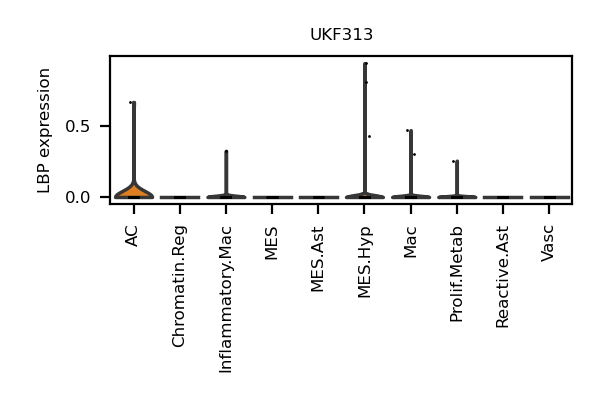 UKF313
LBP expression
0.5
0.0
AC
Chromatin.Reg
Inflammatory.Mac
MES
MES.Ast
MES.Hyp
Mac
Prolif.Metab
Reactive.Ast
Vasc